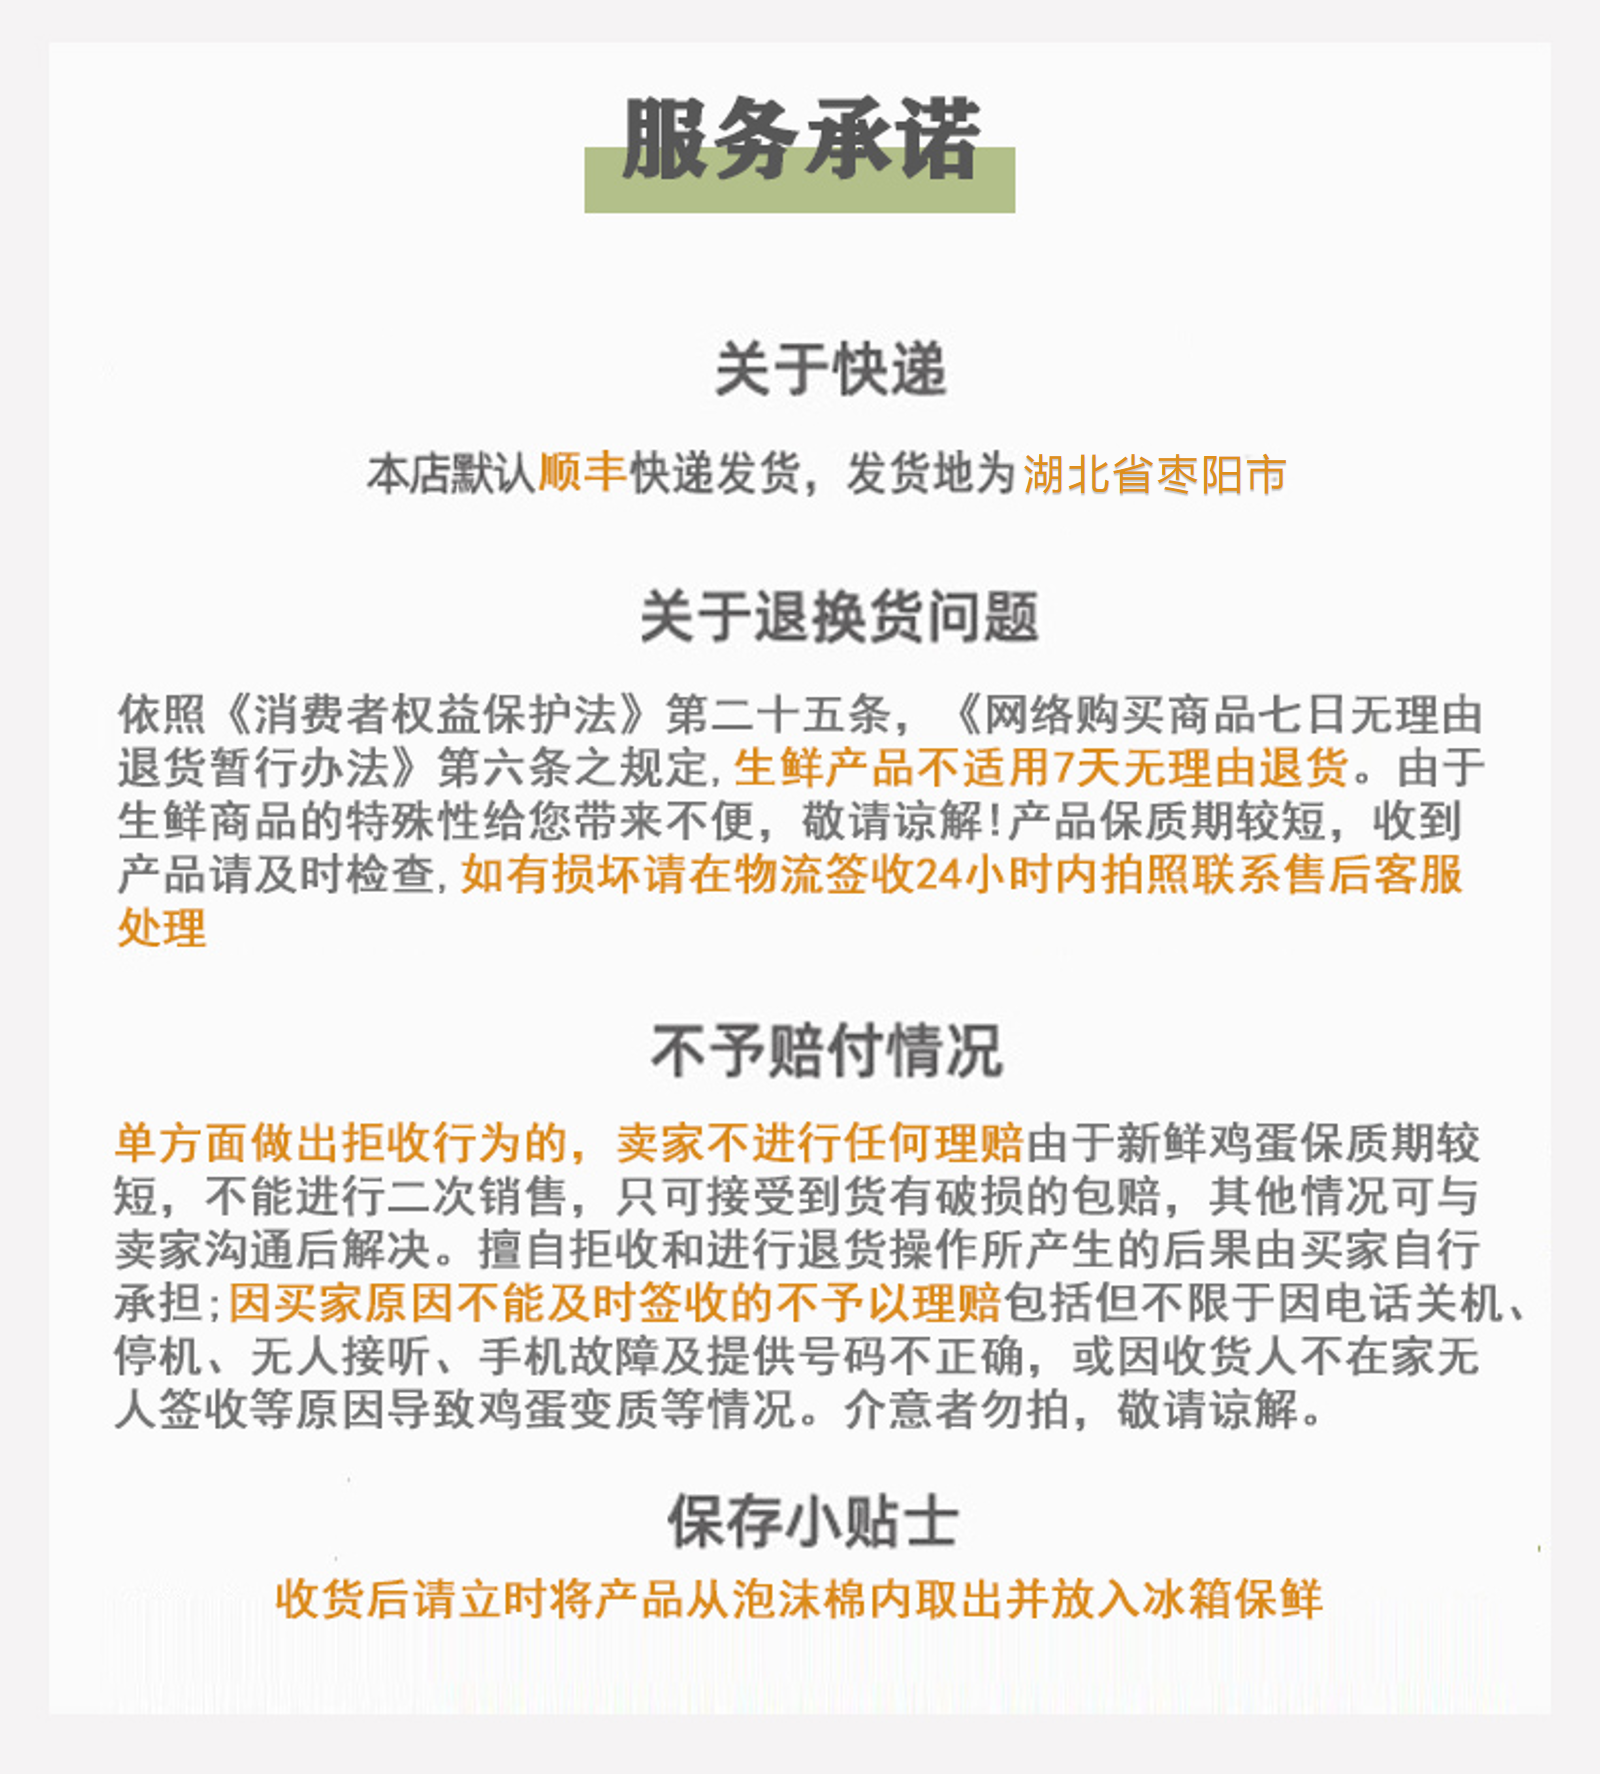 服务承诺
关于快递
本店默认顺丰快递发货，发货地为湖北省枣阳市
关于退换货问题
依照《消费者权益保护法》第二十五条，《网络购买商品七日无理由
退货暂行办法》第六条之规定,生鲜产品不适用7天无理由退货。由于
生鲜商品的特殊性给您带来不便，敬请谅解!产品保质期较短，收到
产品请及时检查,如有损坏请在物流签收24小时内拍照联系售后客服
处理
不予赔付情况
单方面做出拒收行为的，卖家不进行任何理赔由于新鲜鸡蛋保质期较
短，不能进行二次销售，只可接受到货有破损的包赔，其他情况可与
卖家沟通后解决。擅自拒收和进行退货操作所产生的后果由买家自行
承担;因买家原因不能及时签收的不予以理赔包括但不限于因电话关机、
停机、无人接听、手机故障及提供号码不正确，或因收货人不在家无
人签收等原因导致鸡蛋变质等情况。介意者勿拍，敬请谅解。
保存小贴士
收货后请立时将产品从泡沫棉内取出并放入冰箱保鲜